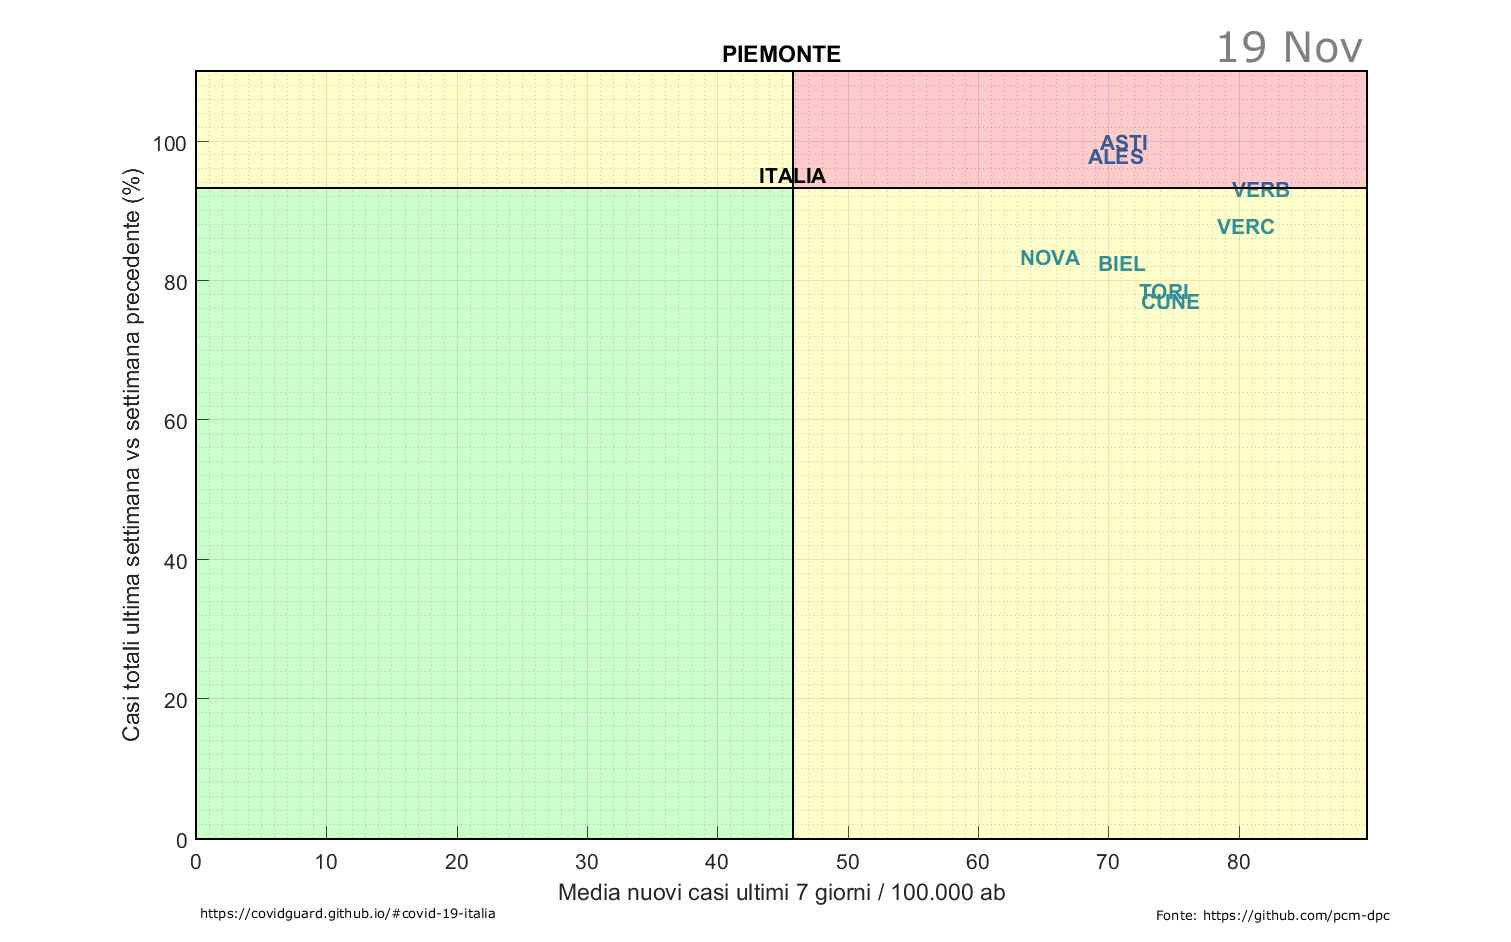 19 Nov
PIEMONTE
Casi totali ultima settimana vs settimana precedente (%)
100
80
60
40
20
0
ASTI
ALES
ITALIA
VERB
VERC
NOVA
BIEL
TORI
CUNE
0 10 20 30 40 50 60 70 80
Media nuovi casi ultimi 7 giorni / 100.000 ab
https://covidguard.github.io/#covid-19-italia
Fonte: https://github.com/pcm-dpc